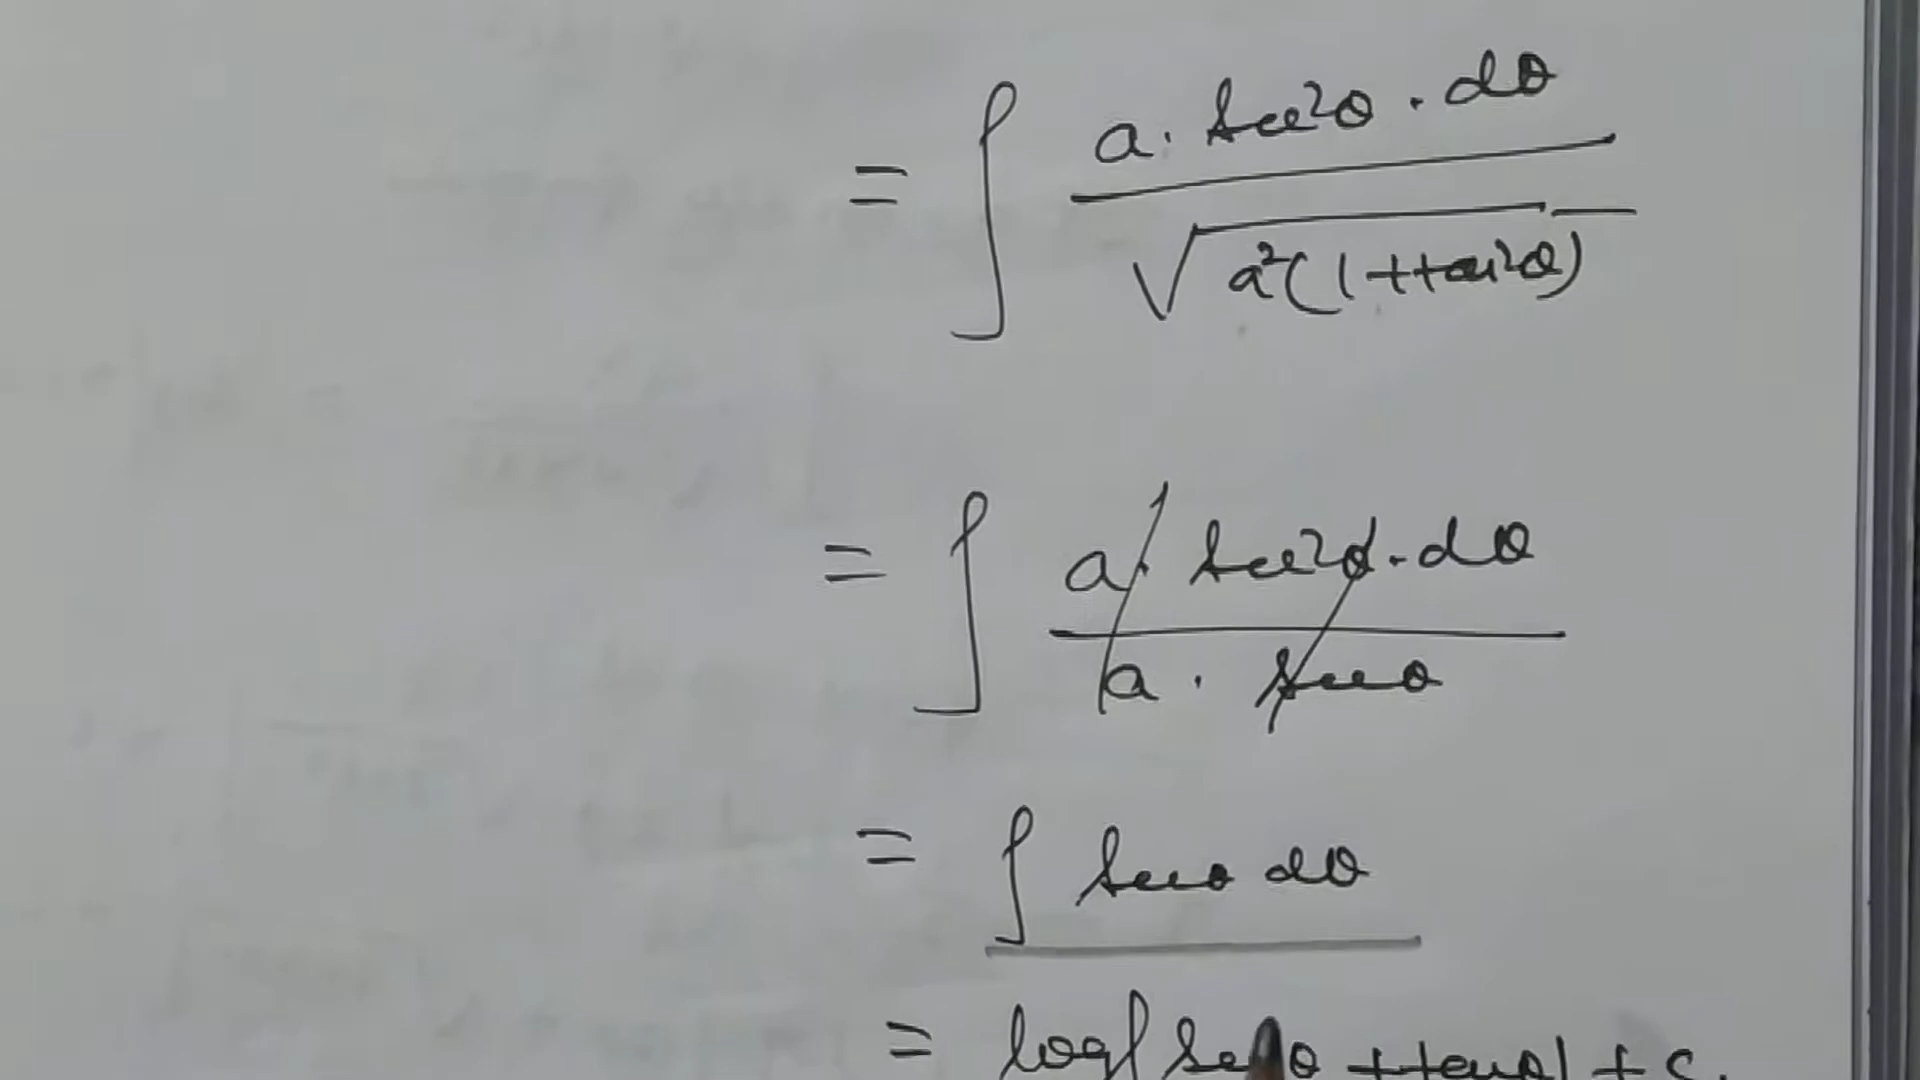 = ∫ a. sec²θ . dθ
√a²(1+tan²θ)
= ∫ a. sec²θ. dθ
a . secθ
= ∫ secθ dθ
= log|secθ + tanθ| + c